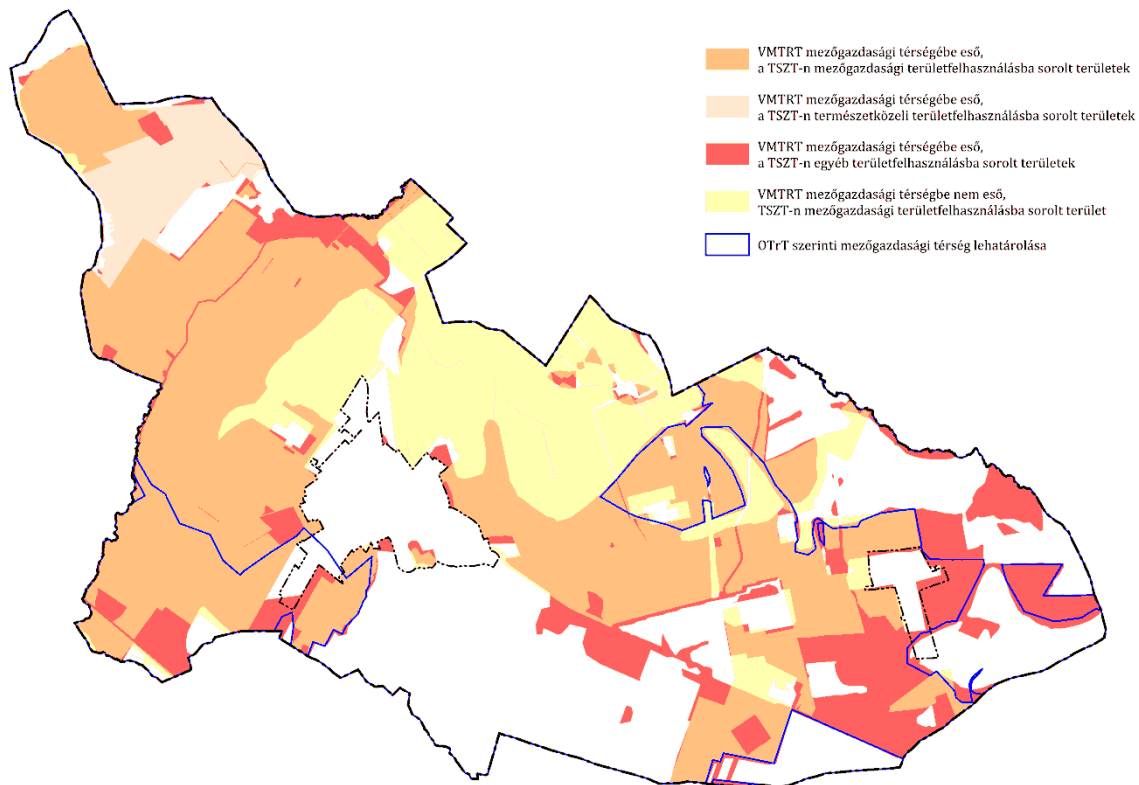 VMTRT mezőgazdasági térségébe eső,
a TSZT-n mezőgazdasági területfelhasználásba sorolt területek
VMTRT mezőgazdasági térségébe eső,
a TSZT-n természetközeli területfelhasználásba sorolt területek
VMTRT mezőgazdasági térségébe eső,
a TSZT-n egyéb területfelhasználásba sorolt területek
VMTRT mezőgazdasági térségbe nem eső,
TSZT-n mezőgazdasági területfelhasználásba sorolt terület
OTrT szerinti mezőgazdasági térség lehatárolása